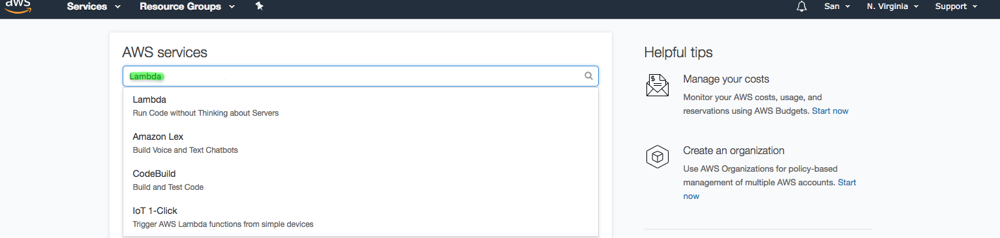 aws
Services
Resource Groups
San
N. Virginia
Support
AWS services
Lambda
Lambda
Run Code without Thinking about Servers
Amazon Lex
Build Voice and Text Chatbots
CodeBuild
Build and Test Code
IoT 1-Click
Trigger AWS Lambda functions from simple devices
Helpful tips
$
Manage your costs
Monitor your AWS costs, usage, and
reservations using AWS Budgets. Start now
Create an organization
Use AWS Organizations for policy-based
management of multiple AWS accounts. Start
now